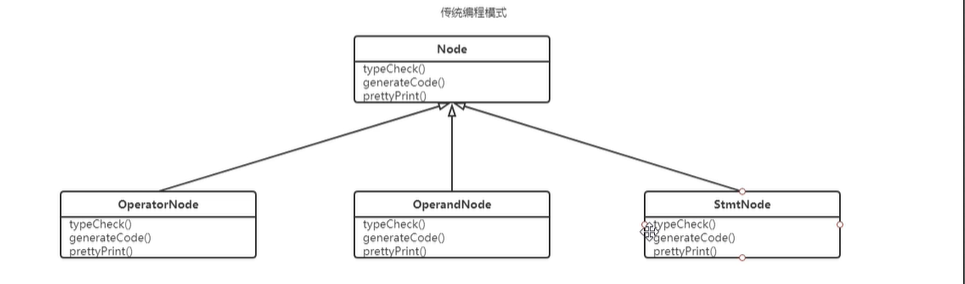 传统编程模式
Node
typeCheck()
generateCode()
prettyPrint()
OperatorNode
typeCheck()
generateCode()
prettyPrint()
OperandNode
typeCheck()
generateCode()
prettyPrint()
StmtNode
typeCheck()
generateCode()
prettyPrint()